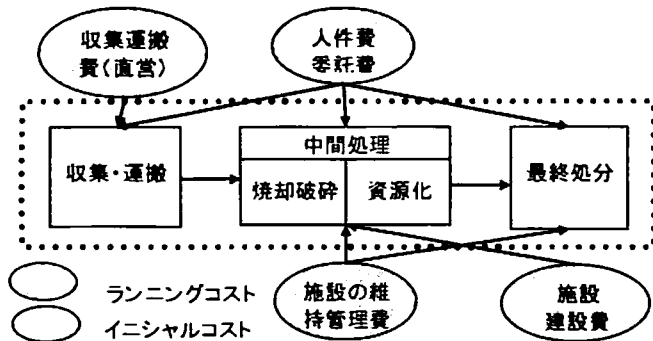 収集運搬
費(直営)
人件費
委託費
中間処理
収集・運搬
焼却破砕
資源化
最終処分
ランニングコスト
イニシャルコスト
施設の維
持管理費
施設
建設費